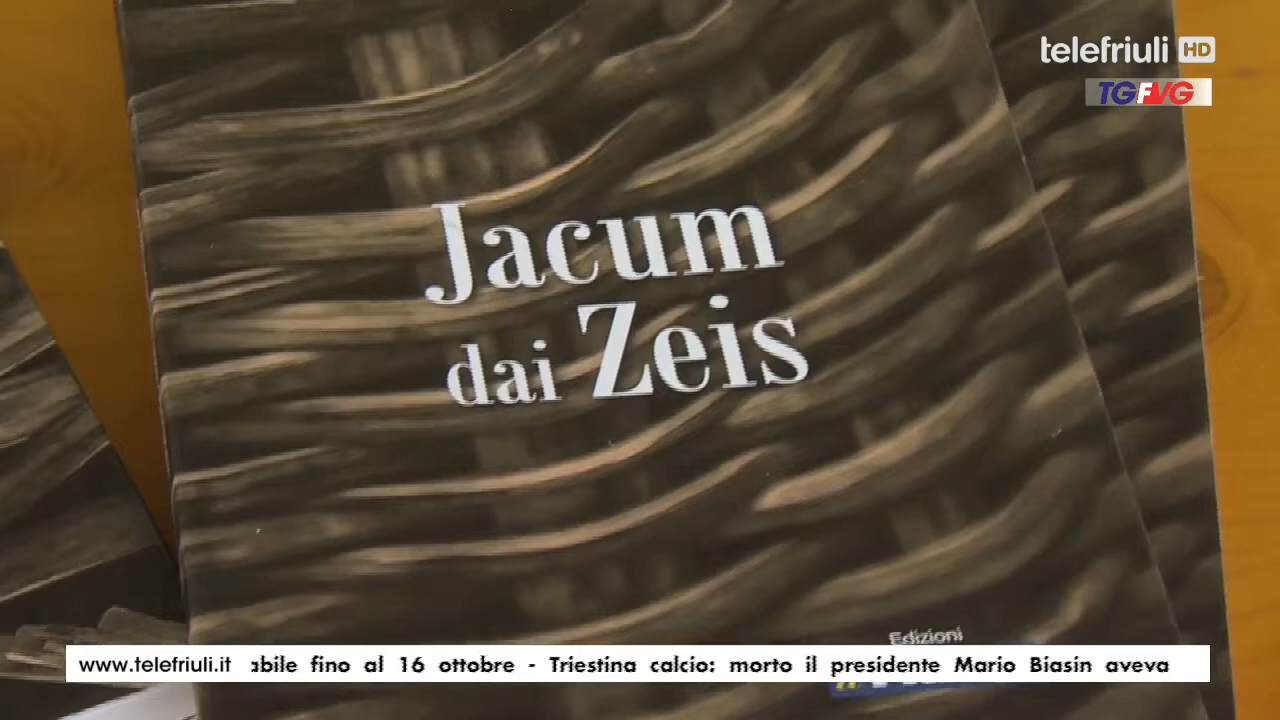 telefriuli HD
TGFVG
Jacum
dai Zeis
Edizioni
www.telefriuli.it abile fino al 16 ottobre - Triestina calcio: morto il presidente Mario Biasin aveva